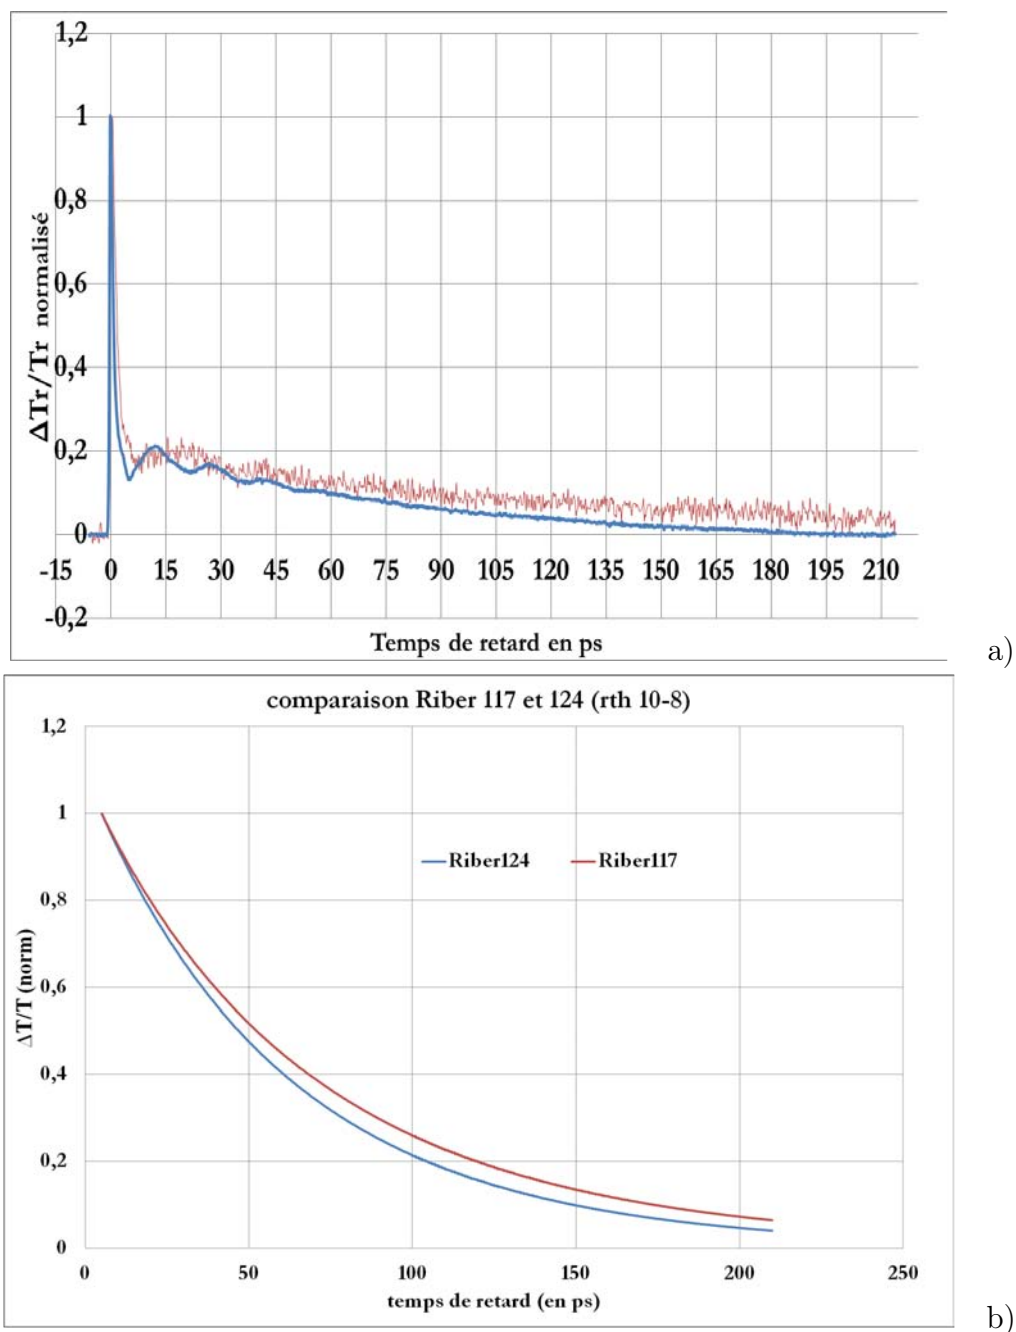 1,2
1
0,8
0,6
0,4
0,2
0
-0,2
ΔTr/Tr normalisé
-15 0 15 30 45 60 75 90 105 120 135 150 165 180 195 210
Temps de retard en ps
a)
comparaison Riber 117 et 124 (rth 10-8)
1,2
1
0,8
0,6
0,4
0,2
0
ΔT/T (norm)
Riber124 Riber117
0 50 100 150 200 250
temps de retard (en ps)
b)